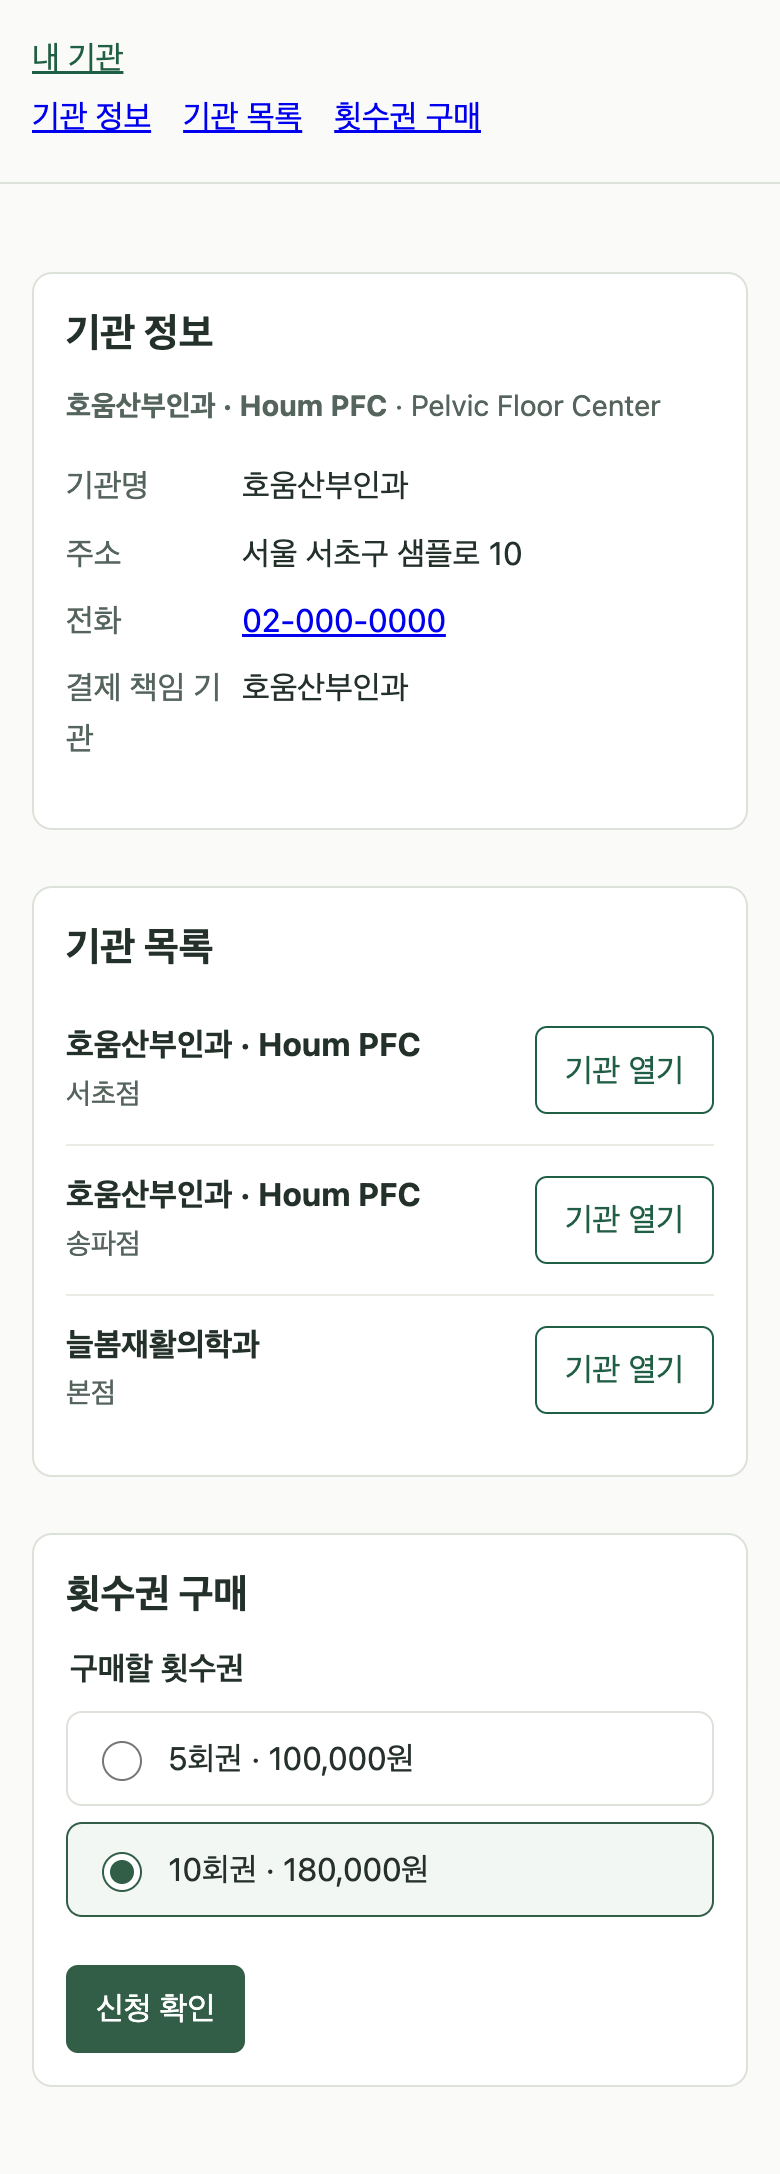 내 기관
기관 정보 기관 목록 횟수권 구매
기관 정보
호움산부인과 · Houm PFC · Pelvic Floor Center
기관명 호움산부인과
주소 서울 서초구 샘플로 10
전화 02-000-0000
결제 책임 기관 호움산부인과
기관 목록
호움산부인과 · Houm PFC
서초점
기관 열기
호움산부인과 · Houm PFC
송파점
기관 열기
늘봄재활의학과
본점
기관 열기
횟수권 구매
구매할 횟수권
5회권 · 100,000원
10회권 · 180,000원
신청 확인